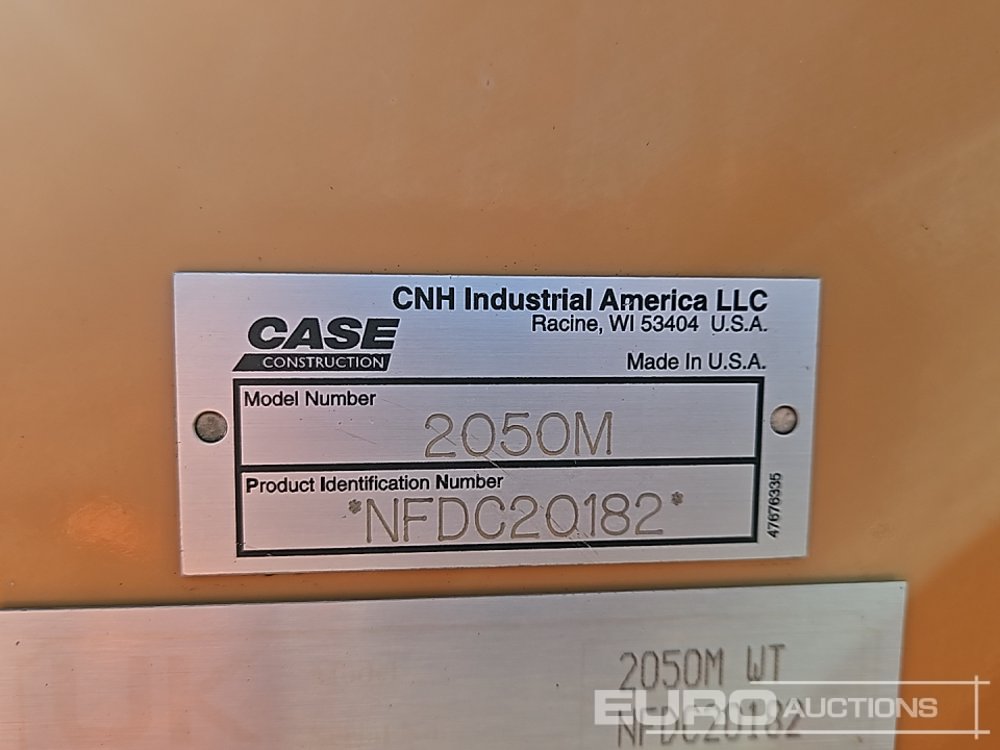 CNH Industrial America LLC
Racine, WI 53404 U.S.A.
CASE
CONSTRUCTION
Made In U.S.A.
Model Number
2050M
Product Identification Number
*NFDC20182*
47676335
2050M WT
NFDC20182
EURO AUCTIONS